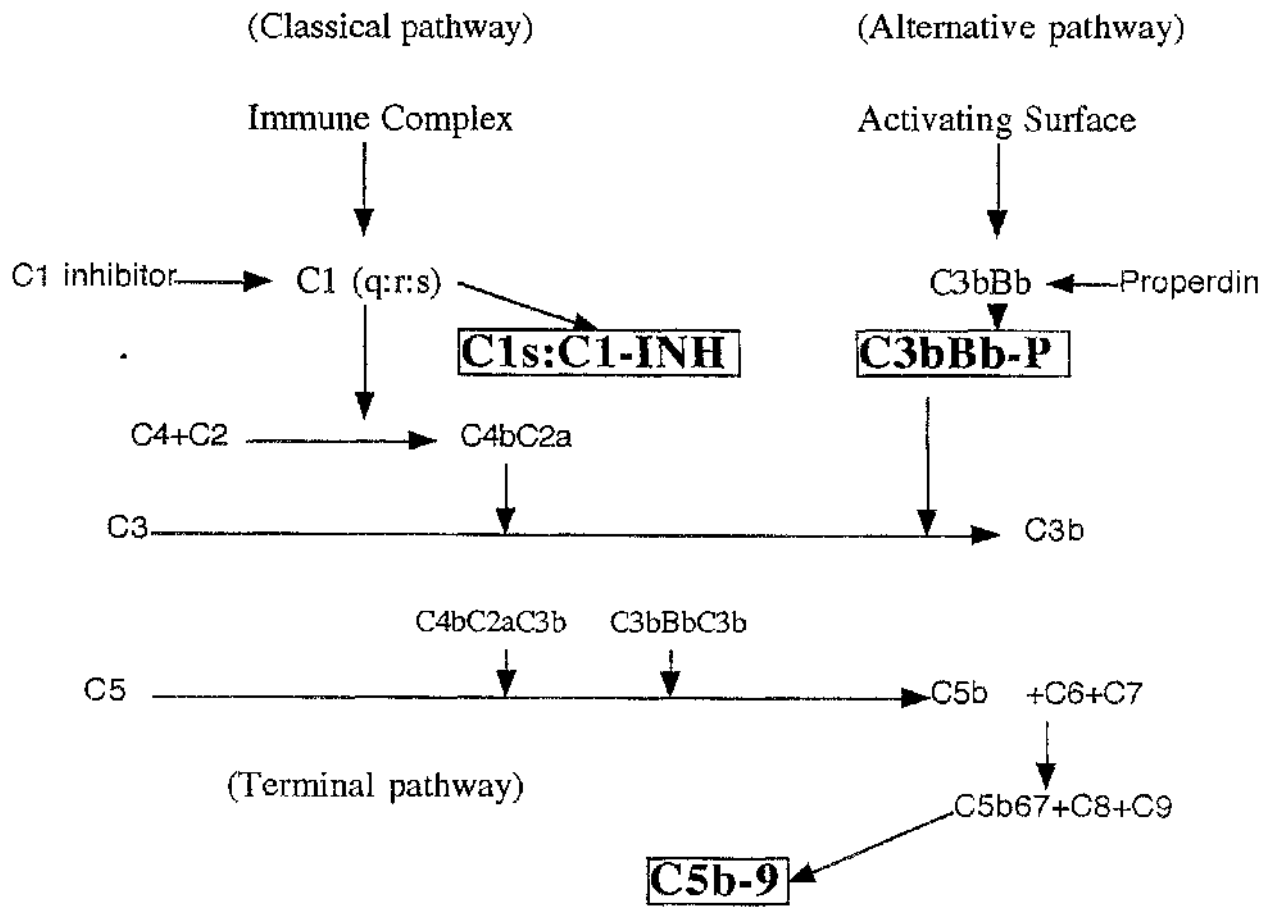 (Classical pathway) (Alternative pathway)
Immune Complex Activating Surface
C1 inhibitor C1 (q:r:s) C3bBb Properdin
C1s:C1-INH C3bBb-P
C4+C2 C4bC2a
C3 C3b
C4bC2aC3b C3bBbC3b
C5 C5b +C6+C7
(Terminal pathway)
C5b67+C8+C9
C5b-9